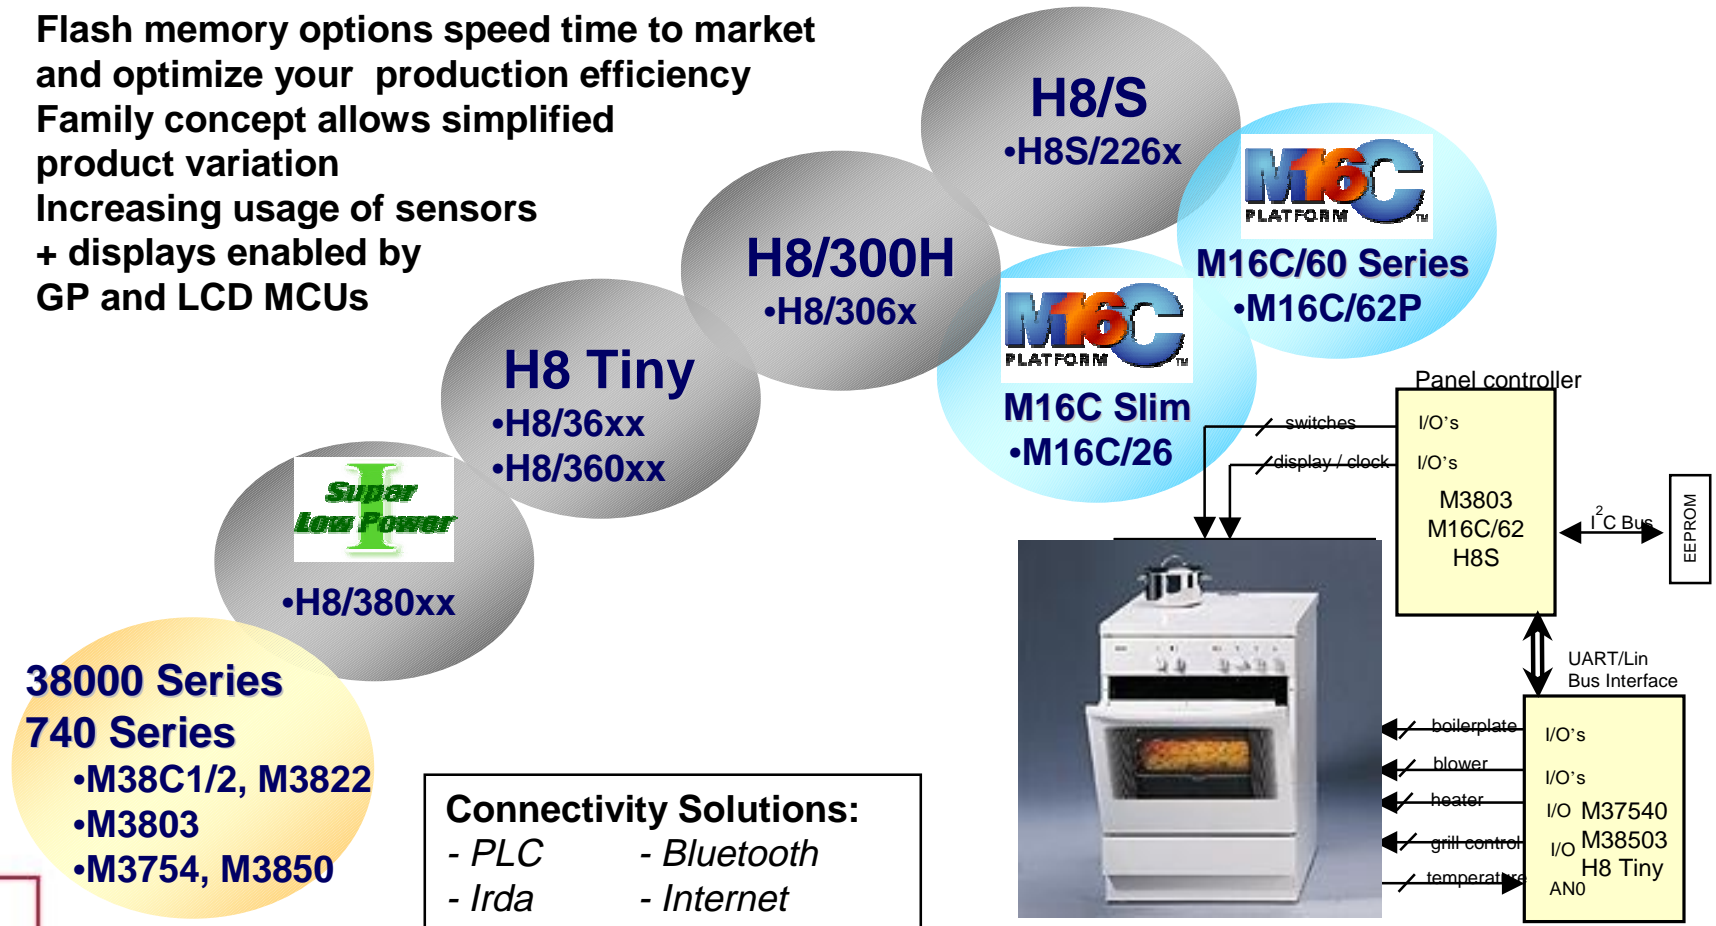 Flash memory options speed time to market
and optimize your production efficiency
Family concept allows simplified
product variation
Increasing usage of sensors
+ displays enabled by
GP and LCD MCUs
H8/S
•H8S/226x
M16C
PLATFORM TM
M16C/60 Series
•M16C/62P
H8/300H
•H8/306x
M16C
PLATFORM TM
M16C Slim
•M16C/26
H8 Tiny
•H8/36xx
•H8/360xx
I
Supar
Low Power
•H8/380xx
38000 Series
740 Series
•M38C1/2, M3822
•M3803
•M3754, M3850
Connectivity Solutions:
- PLC - Bluetooth
- Irda - Internet
Panel controller
switches I/O's
display / clock I/O's
M3803
M16C/62
H8S
I2C Bus
EEPROM
UART/Lin
Bus Interface
boilerplate I/O's
blower I/O's
heater I/O M37540
grill control I/O M38503
H8 Tiny
temperature AN0